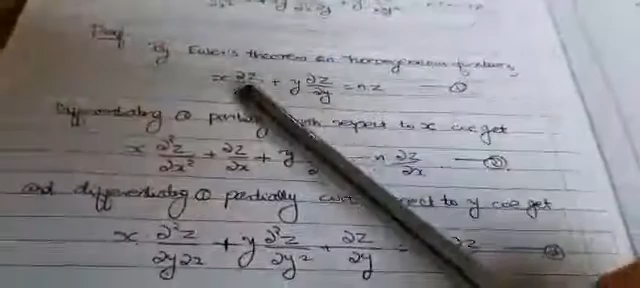 Proof By Euler's theorem on homogeneous functions,
x ∂z/∂x + y ∂z/∂y = nz —— ①
Differentiating ① partially with respect to x we get
x ∂²z/∂x² + ∂z/∂x + y = n ∂z/∂x —— ②
and differentiating ① partially respect to y we get
x ∂²z/∂y∂x + y ∂²z/∂y² + ∂z/∂y =